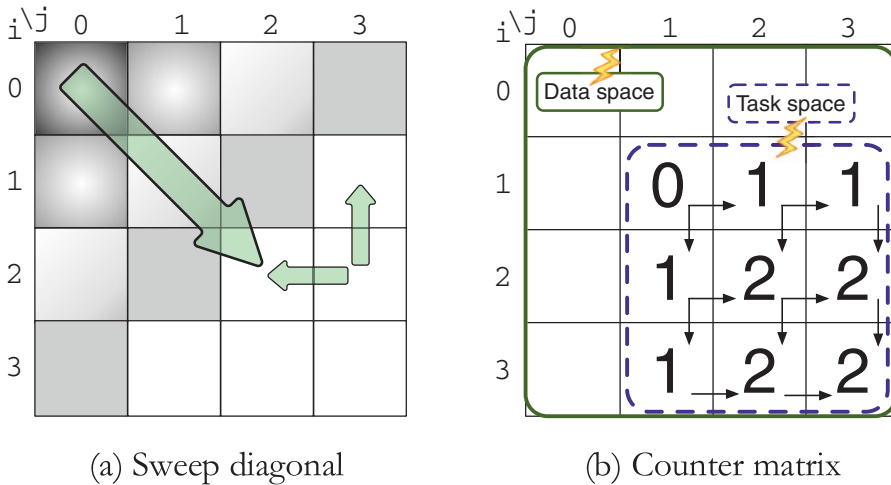 i\j 0 1 2 3
0
1
2
3
(a) Sweep diagonal
i\j 0 1 2 3
0 Data space Task space
1 0 1 1
2 1 2 2
3 1 2 2
(b) Counter matrix